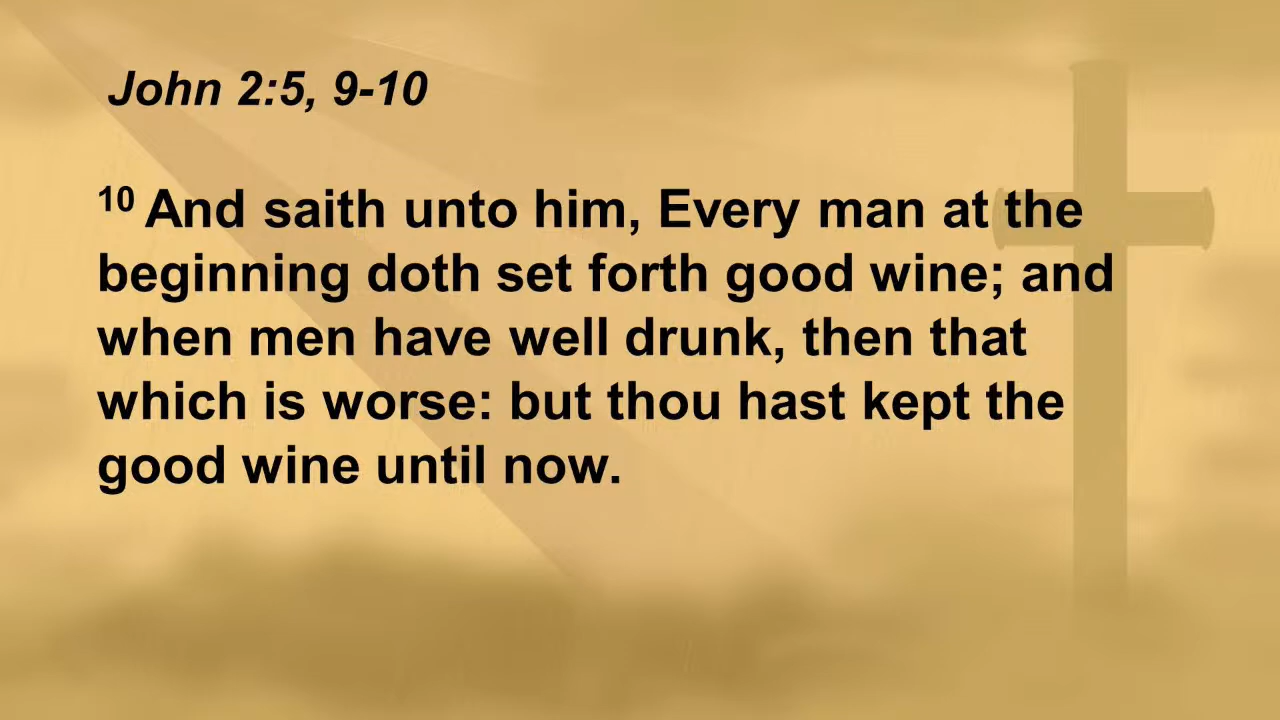 John 2:5, 9-10
10 And saith unto him, Every man at the
beginning doth set forth good wine; and
when men have well drunk, then that
which is worse: but thou hast kept the
good wine until now.